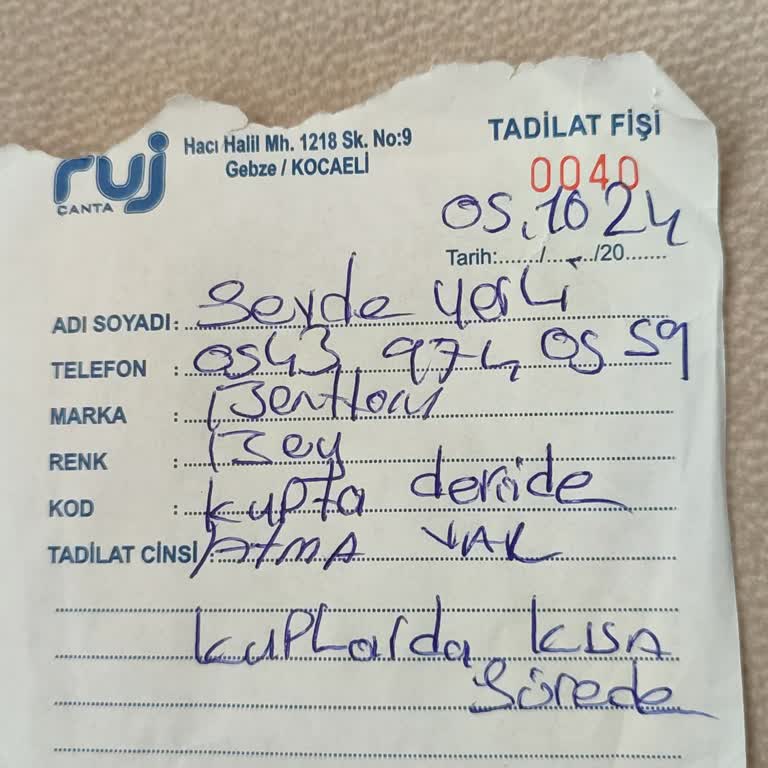 ruj
ÇANTA
Hacı Halil Mh. 1218 Sk. No:9
Gebze / KOCAELİ
TADİLAT FİŞİ
0040
05.10 24
Tarih:....../....../20.......
ADI SOYADI: Sevde
TELEFON : 0543 974 05 59
MARKA :
RENK : Bej
KOD : kupta deride
TADİLAT CİNSİ: Atma VAR
kuplarda kısa
sürede